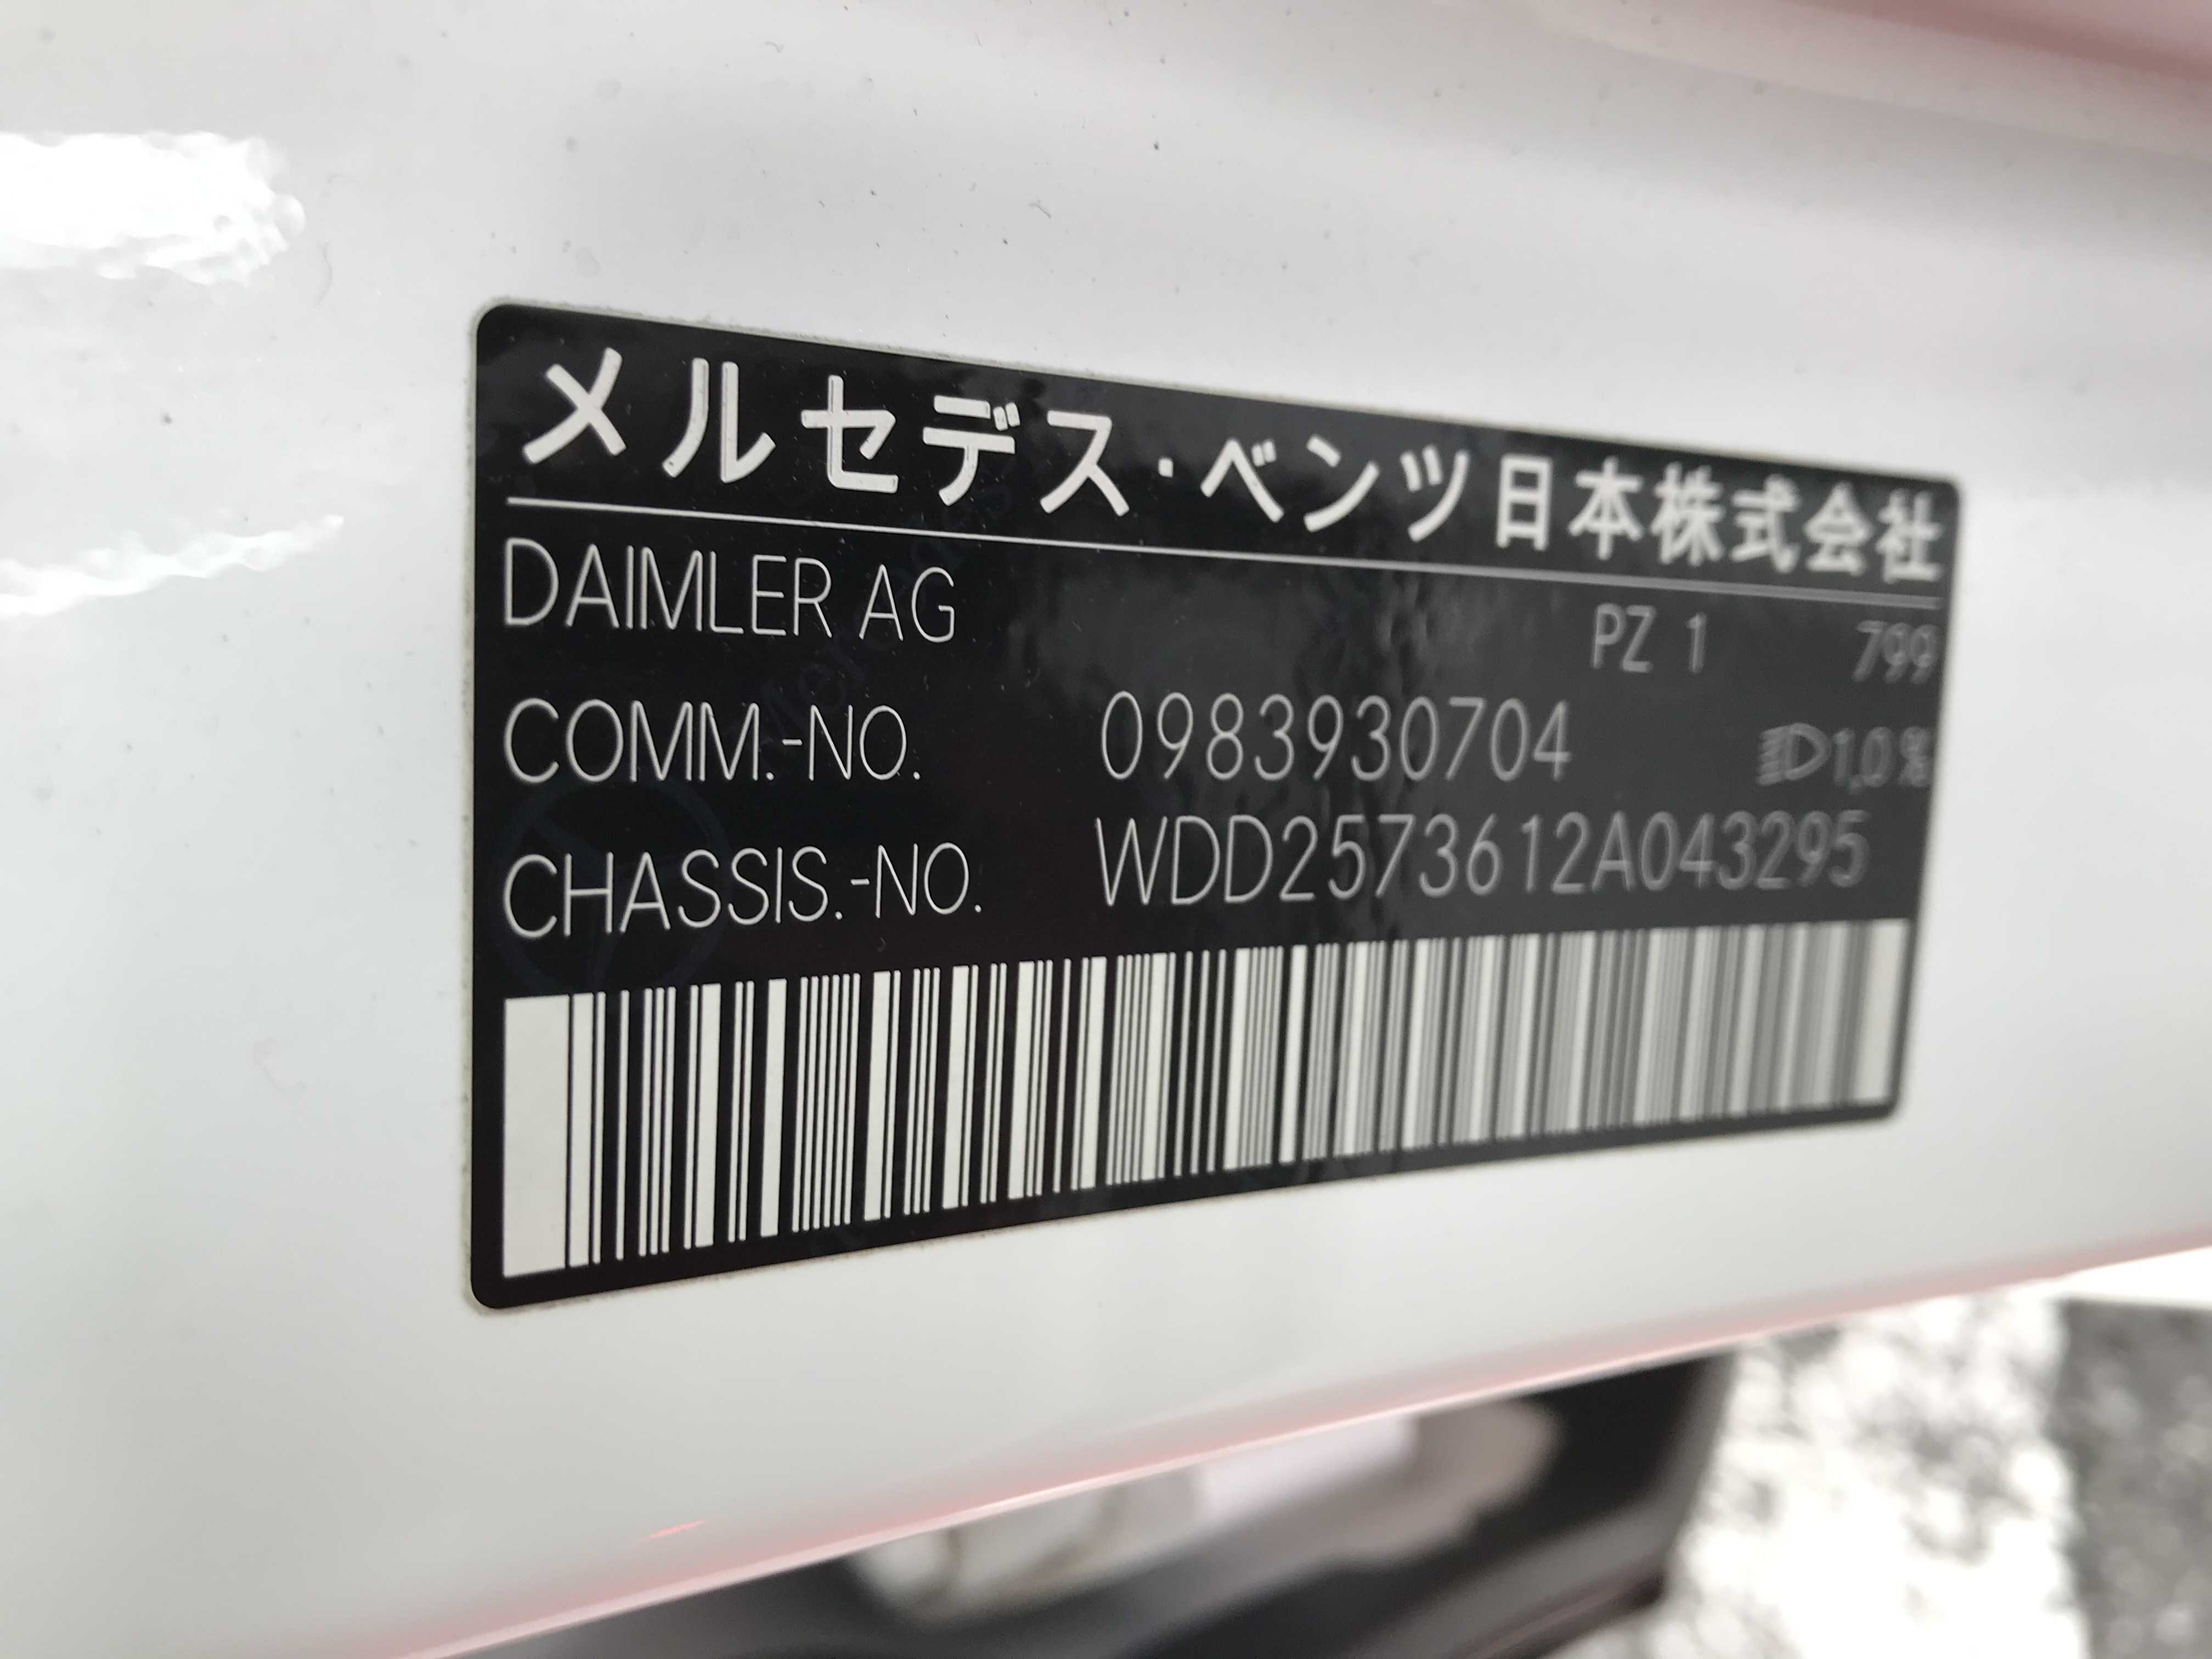 メルセデス・ベンツ日本株式会社
DAIMLER AG PZ 1 799
COMM.-NO. 0983930704 1,0%
CHASSIS.-NO. WDD2573612A043295